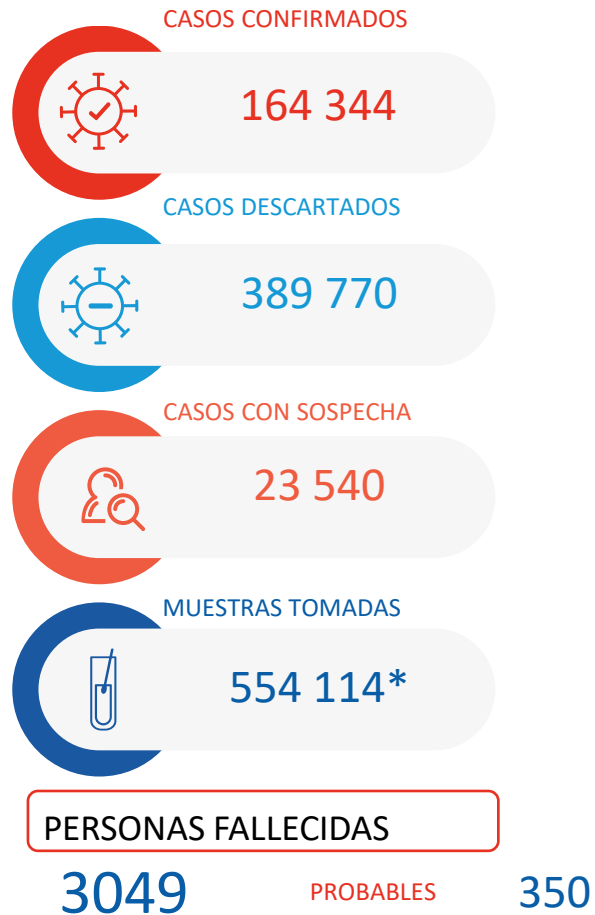 CASOS CONFIRMADOS
164 344
CASOS DESCARTADOS
389 770
CASOS CON SOSPECHA
23 540
MUESTRAS TOMADAS
554 114*
PERSONAS FALLECIDAS
3049 PROBABLES 350